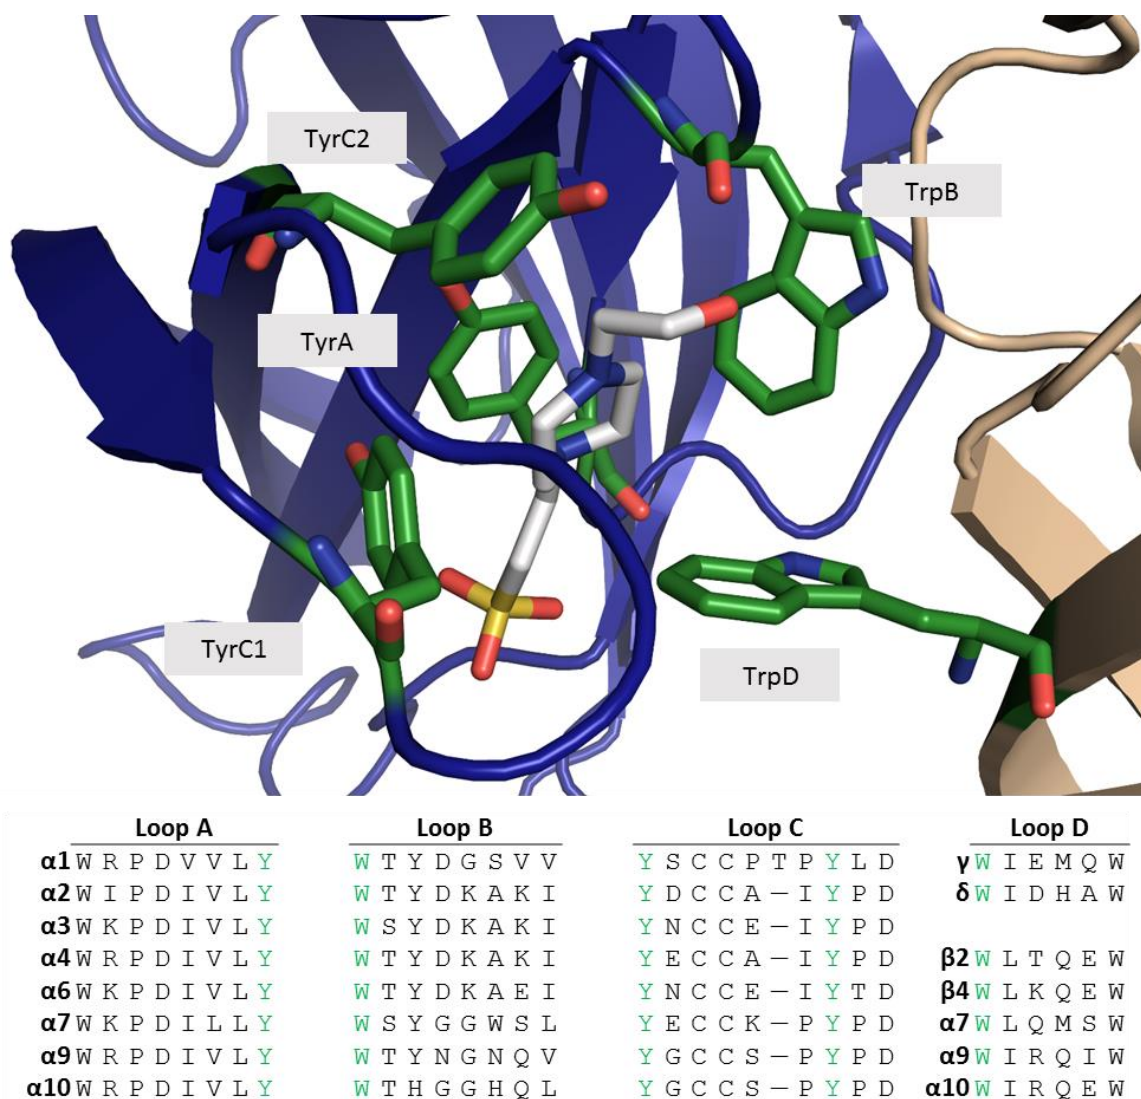 TyrC2
TrpB
TyrA
TyrC1
TrpD
Loop A Loop B Loop C Loop D
α1 W R P D V V L Y W T Y D G S V V Y S C C P T P Y L D γ W I E M Q W
α2 W I P D I V L Y W T Y D K A K I Y D C C A – I Y P D δ W I D H A W
α3 W K P D I V L Y W S Y D K A K I Y N C C E – I Y P D
α4 W R P D I V L Y W T Y D K A K I Y E C C A – I Y P D β2 W L T Q E W
α6 W K P D I V L Y W T Y D K A E I Y N C C E – I Y T D β4 W L K Q E W
α7 W K P D I L L Y W S Y G G W S L Y E C C K – P Y P D α7 W L Q M S W
α9 W R P D I V L Y W T Y N G N Q V Y G C C S – P Y P D α9 W I R Q I W
α10 W R P D I V L Y W T H G G H Q L Y G C C S – P Y P D α10 W I R Q E W